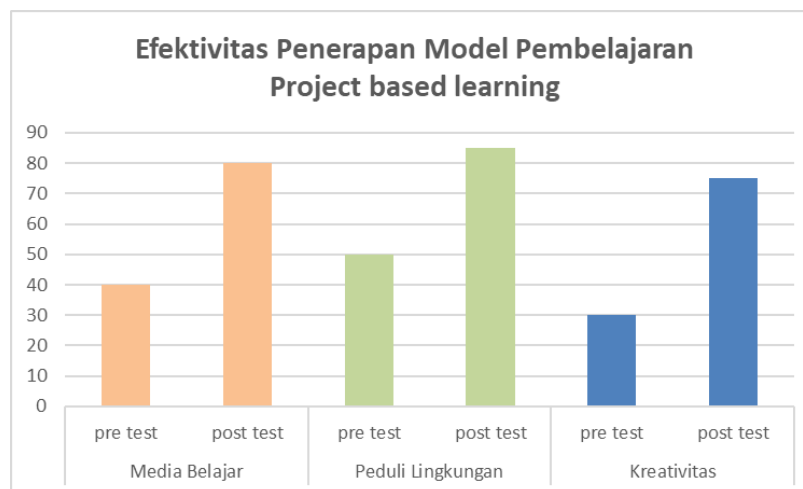 Efektivitas Penerapan Model Pembelajaran
Project based learning
90
80
70
60
50
40
30
20
10
0
pre test post test pre test post test pre test post test
Media Belajar Peduli Lingkungan Kreativitas